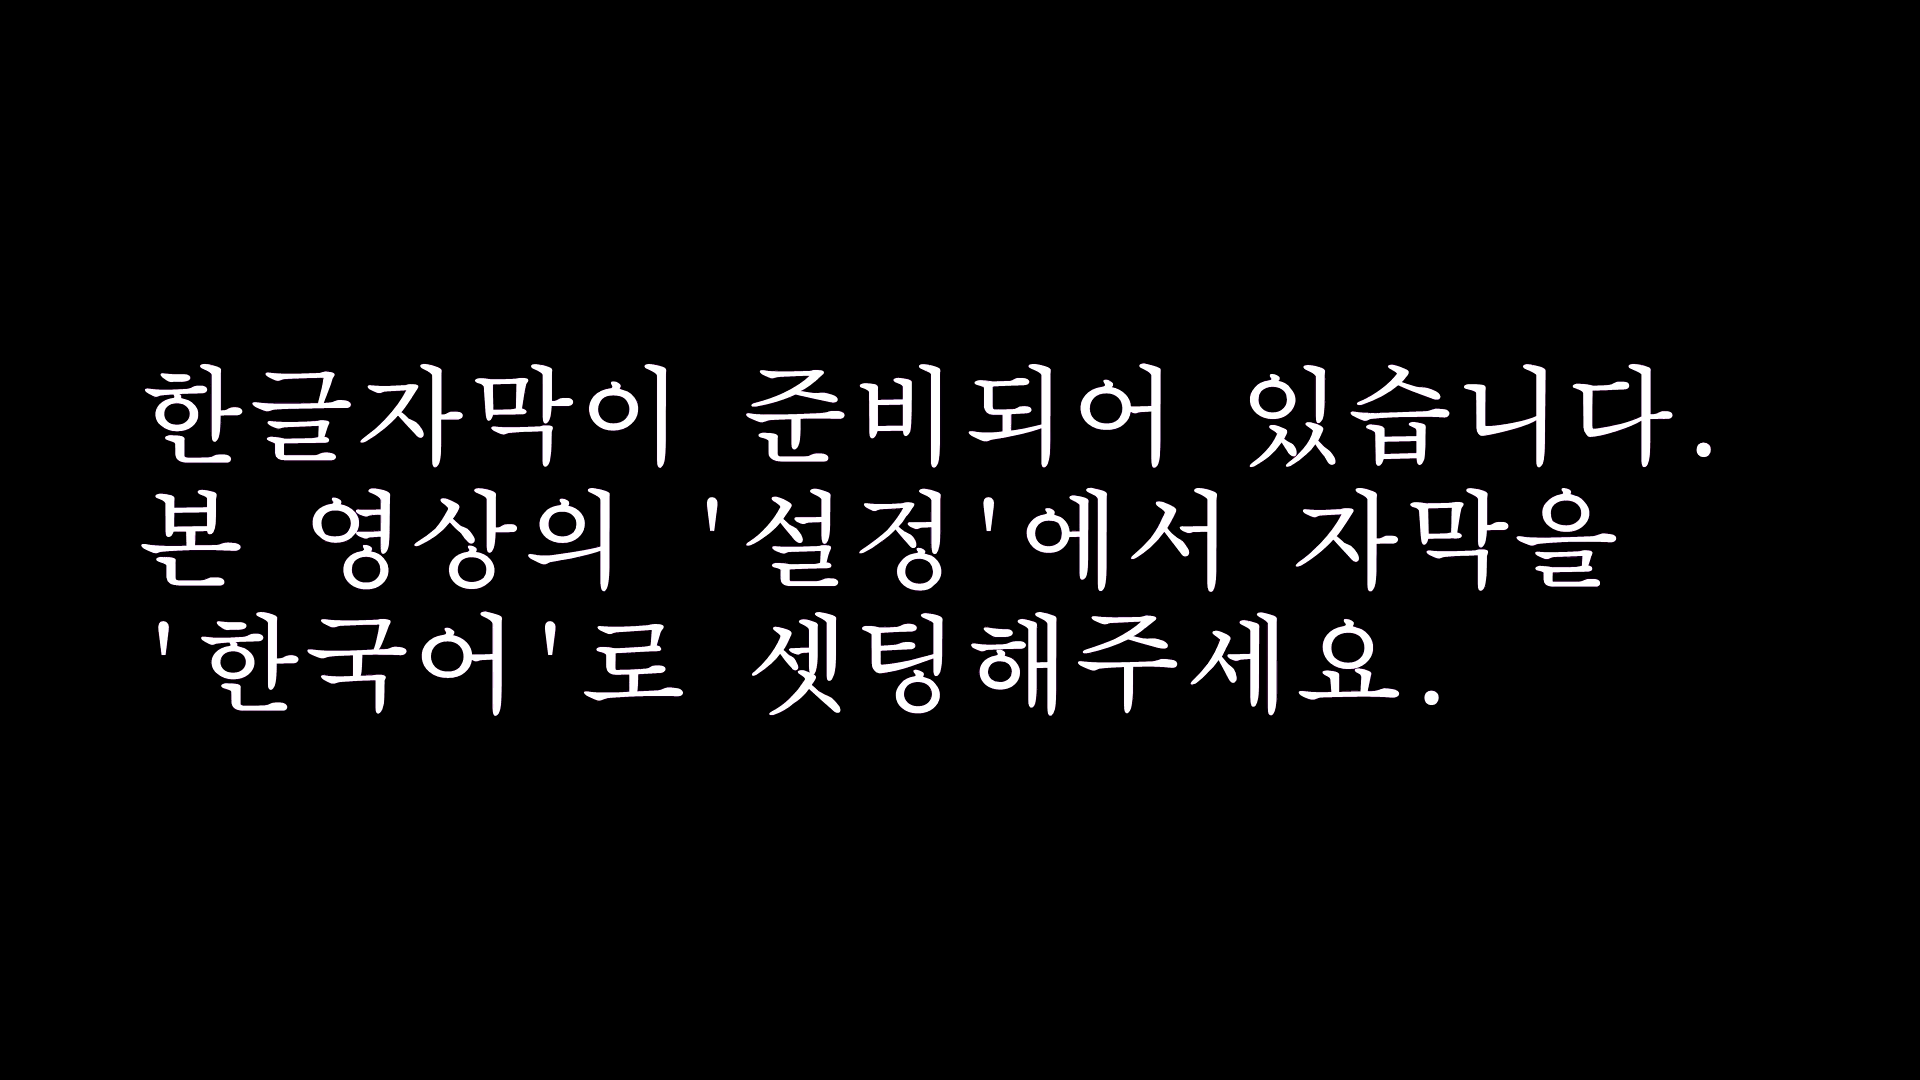 한글자막이 준비되어 있습니다.
본 영상의 '설정'에서 자막을
'한국어'로 셋팅해주세요.